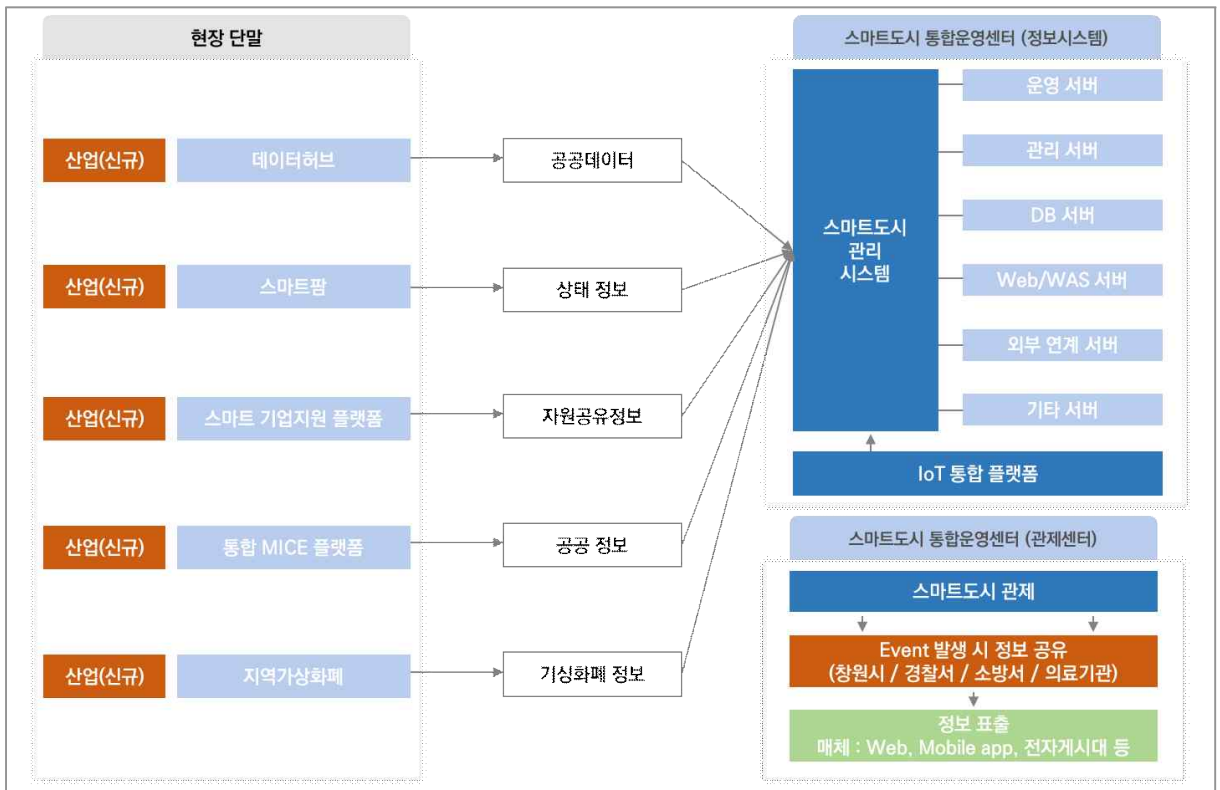 현장 단말
산업(신규)
데이터허브
공공데이터
산업(신규)
스마트팜
상태 정보
산업(신규)
스마트 기업지원 플랫폼
자원공유정보
산업(신규)
통합 MICE 플랫폼
공공 정보
산업(신규)
지역가상화폐
가상화폐 정보
스마트도시 통합운영센터 (정보시스템)
스마트도시
관리
시스템
운영 서버
관리 서버
DB 서버
Web/WAS 서버
외부 연계 서버
기타 서버
IoT 통합 플랫폼
스마트도시 통합운영센터 (관제센터)
스마트도시 관제
Event 발생 시 정보 공유
(창원시 / 경찰서 / 소방서 / 의료기관)
정보 표출
매체 : Web, Mobile app, 전자게시대 등